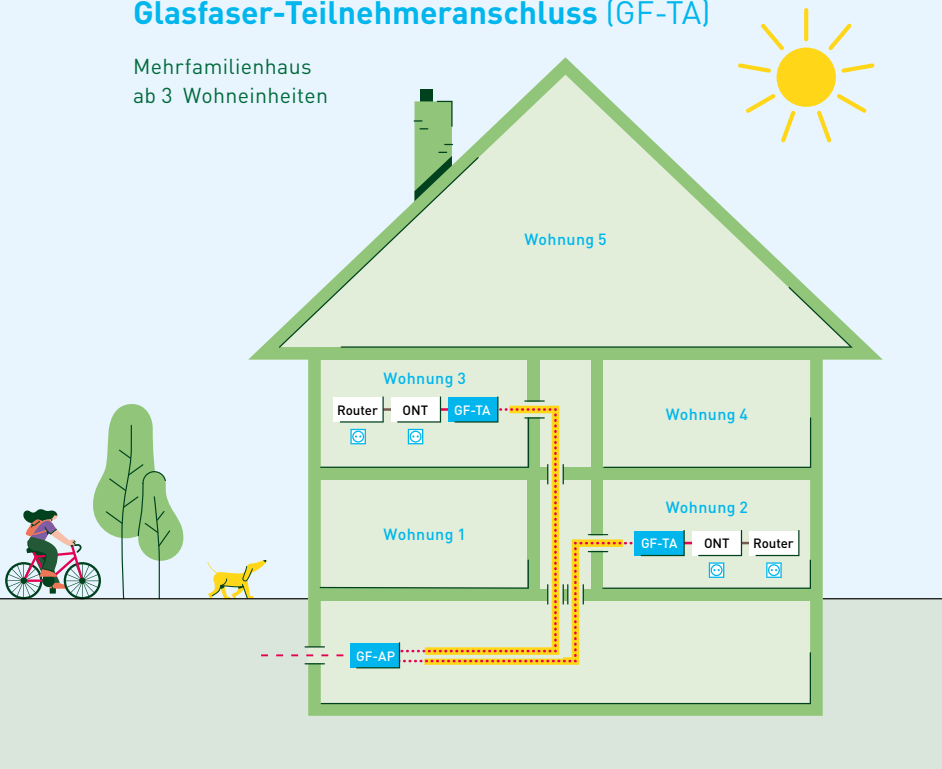 Glasfaser-Teilnehmeranschluss (GF-TA)
Mehrfamilienhaus
ab 3 Wohneinheiten
Wohnung 5
Wohnung 3
Router ONT GF-TA
Wohnung 4
Wohnung 1
Wohnung 2
GF-TA ONT Router
GF-AP